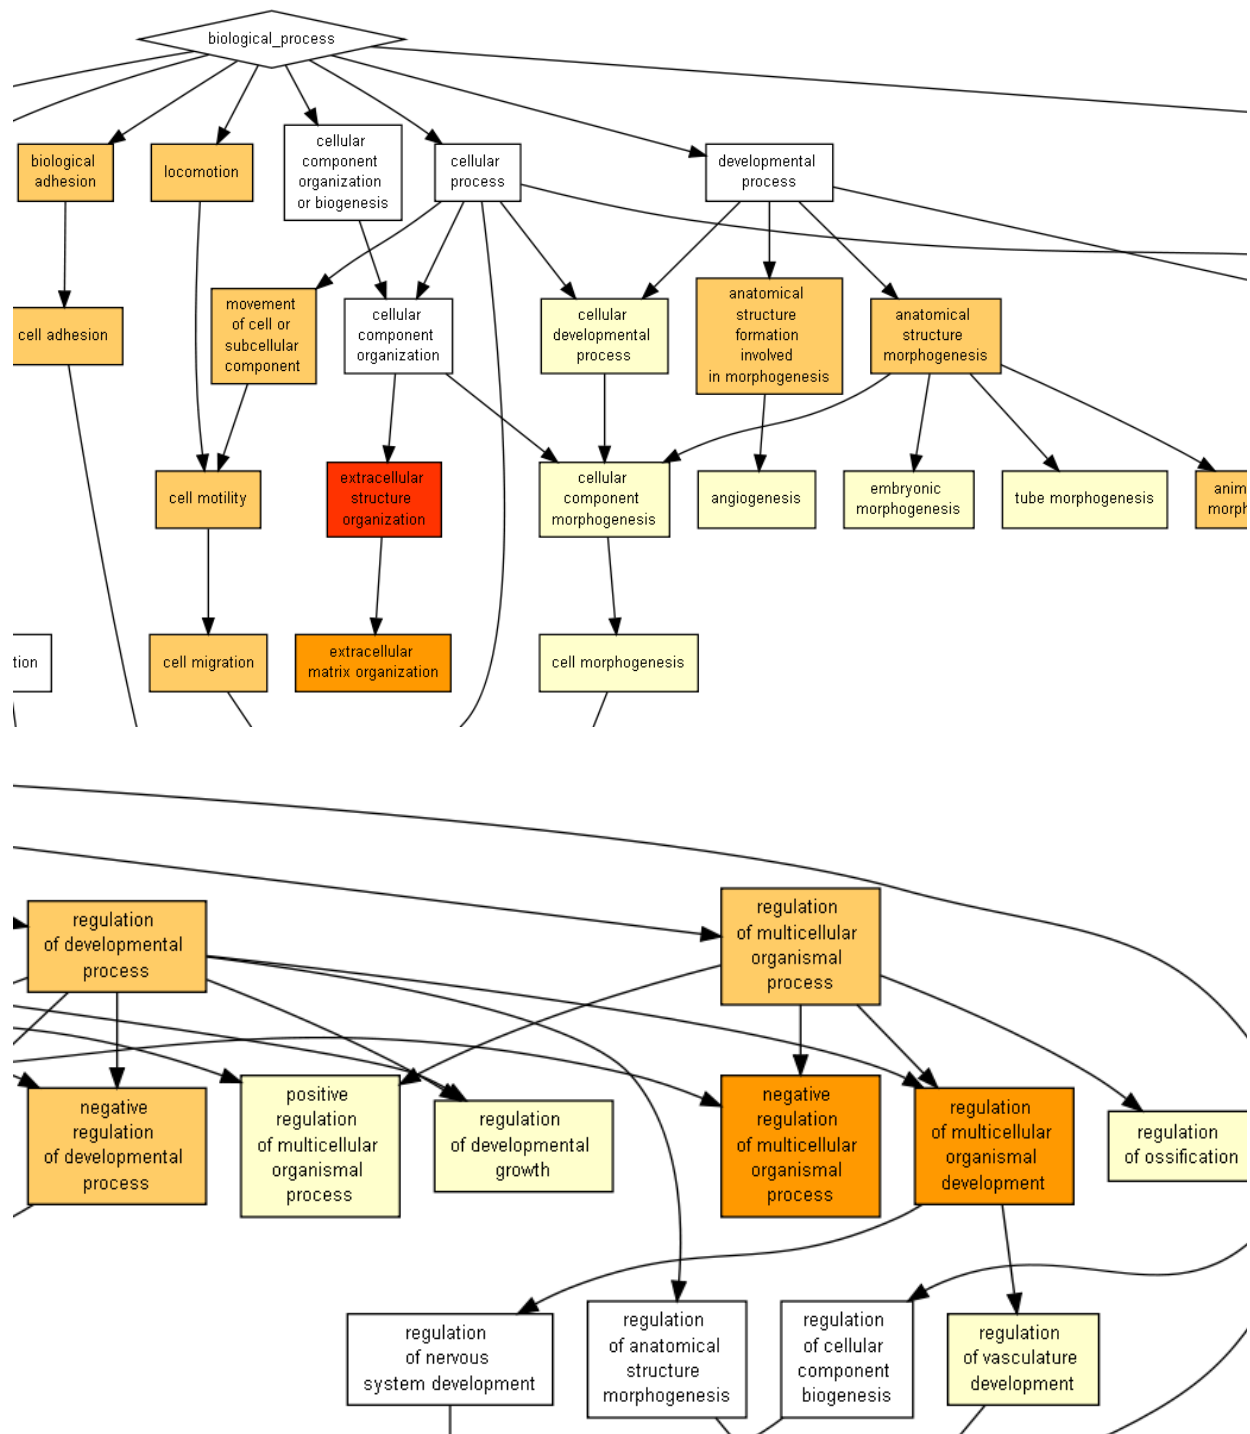 biological_process
biological
adhesion
locomotion
cellular
component
organization
or biogenesis
cellular
process
developmental
process
cell adhesion
movement
of cell or
subcellular
component
cellular
component
organization
cellular
developmental
process
anatomical
structure
formation
involved
in morphogenesis
anatomical
structure
morphogenesis
cell motility
extracellular
structure
organization
cellular
component
morphogenesis
angiogenesis
embryonic
morphogenesis
tube morphogenesis
anim
morph
tion
cell migration
extracellular
matrix organization
cell morphogenesis
regulation
of developmental
process
regulation
of multicellular
organismal
process
negative
regulation
of developmental
process
positive
regulation
of multicellular
organismal
process
regulation
of developmental
growth
negative
regulation
of multicellular
organismal
process
regulation
of multicellular
organismal
development
regulation
of ossification
regulation
of nervous
system development
regulation
of anatomical
structure
morphogenesis
regulation
of cellular
component
biogenesis
regulation
of vasculature
development